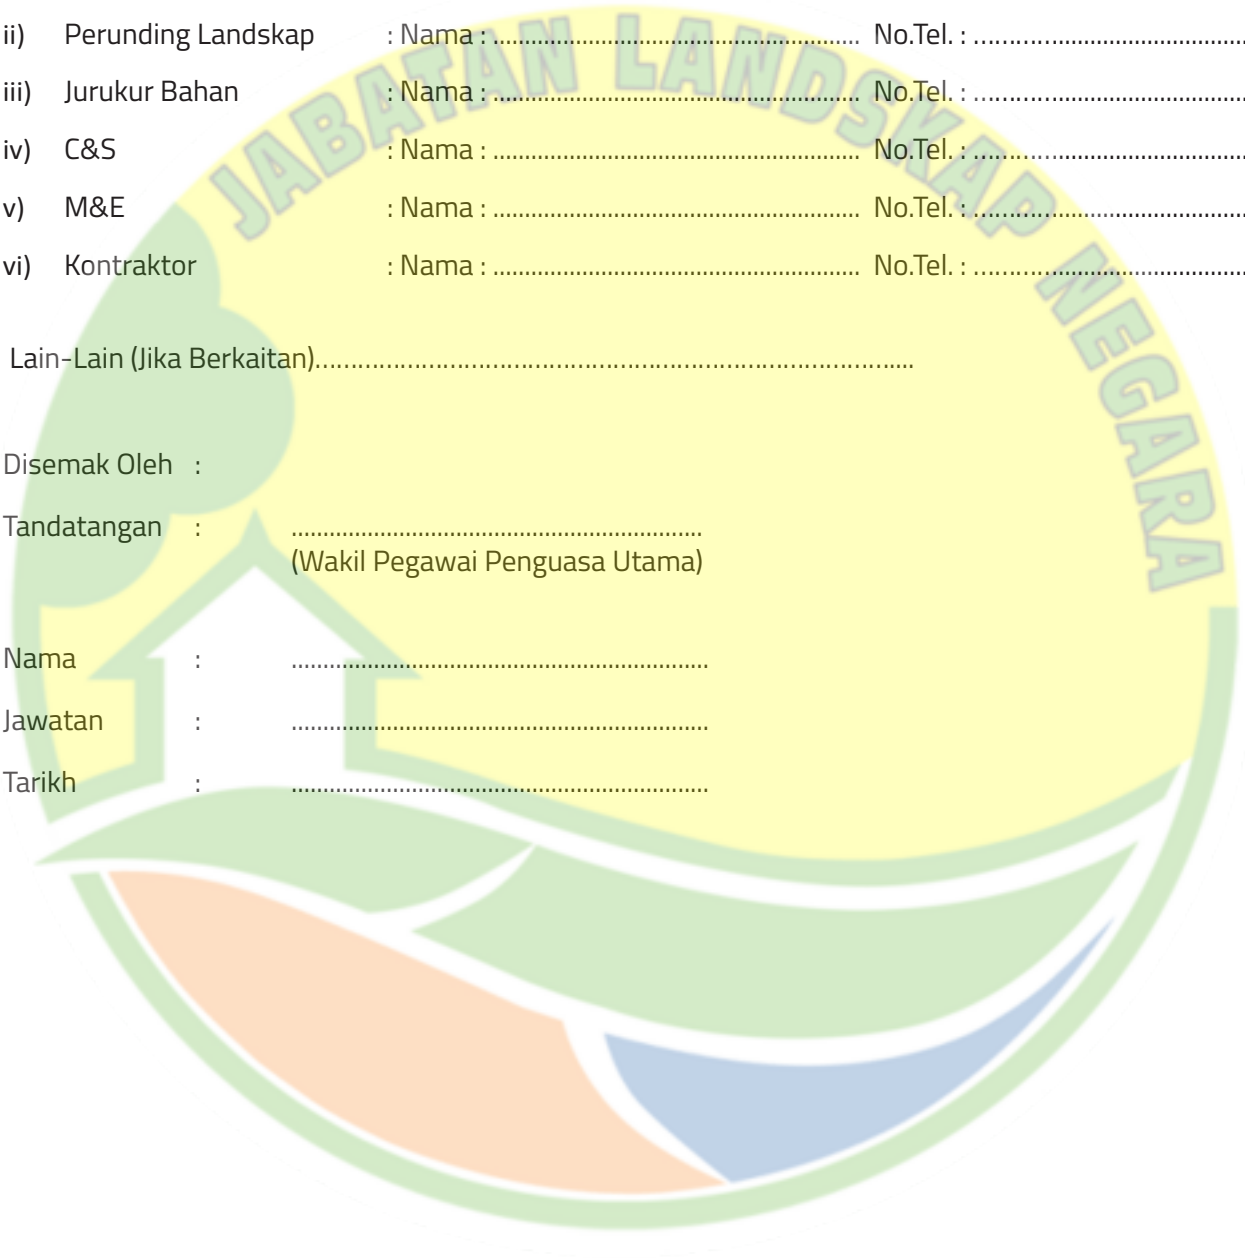 JABATAN LANDSKAP NEGARA
ii) Perunding Landskap : Nama : .......................................................... No.Tel. : ..........................................
iii) Jurukur Bahan : Nama : .......................................................... No.Tel. : ..........................................
iv) C&S : Nama : .......................................................... No.Tel. : ..........................................
v) M&E : Nama : .......................................................... No.Tel. : ..........................................
vi) Kontraktor : Nama : .......................................................... No.Tel. : ..........................................
Lain-Lain (Jika Berkaitan)..........................................................................
Disemak Oleh :
Tandatangan : .................................................................
(Wakil Pegawai Penguasa Utama)
Nama : ..................................................................
Jawatan : ..................................................................
Tarikh : ..................................................................